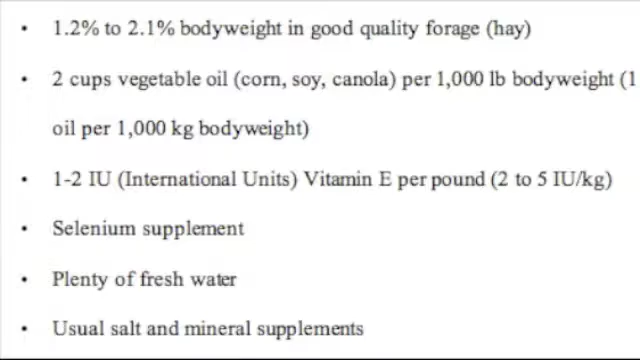 • 1.2% to 2.1% bodyweight in good quality forage (hay)
• 2 cups vegetable oil (corn, soy, canola) per 1,000 lb bodyweight (1
oil per 1,000 kg bodyweight)
• 1-2 IU (International Units) Vitamin E per pound (2 to 5 IU/kg)
• Selenium supplement
• Plenty of fresh water
• Usual salt and mineral supplements